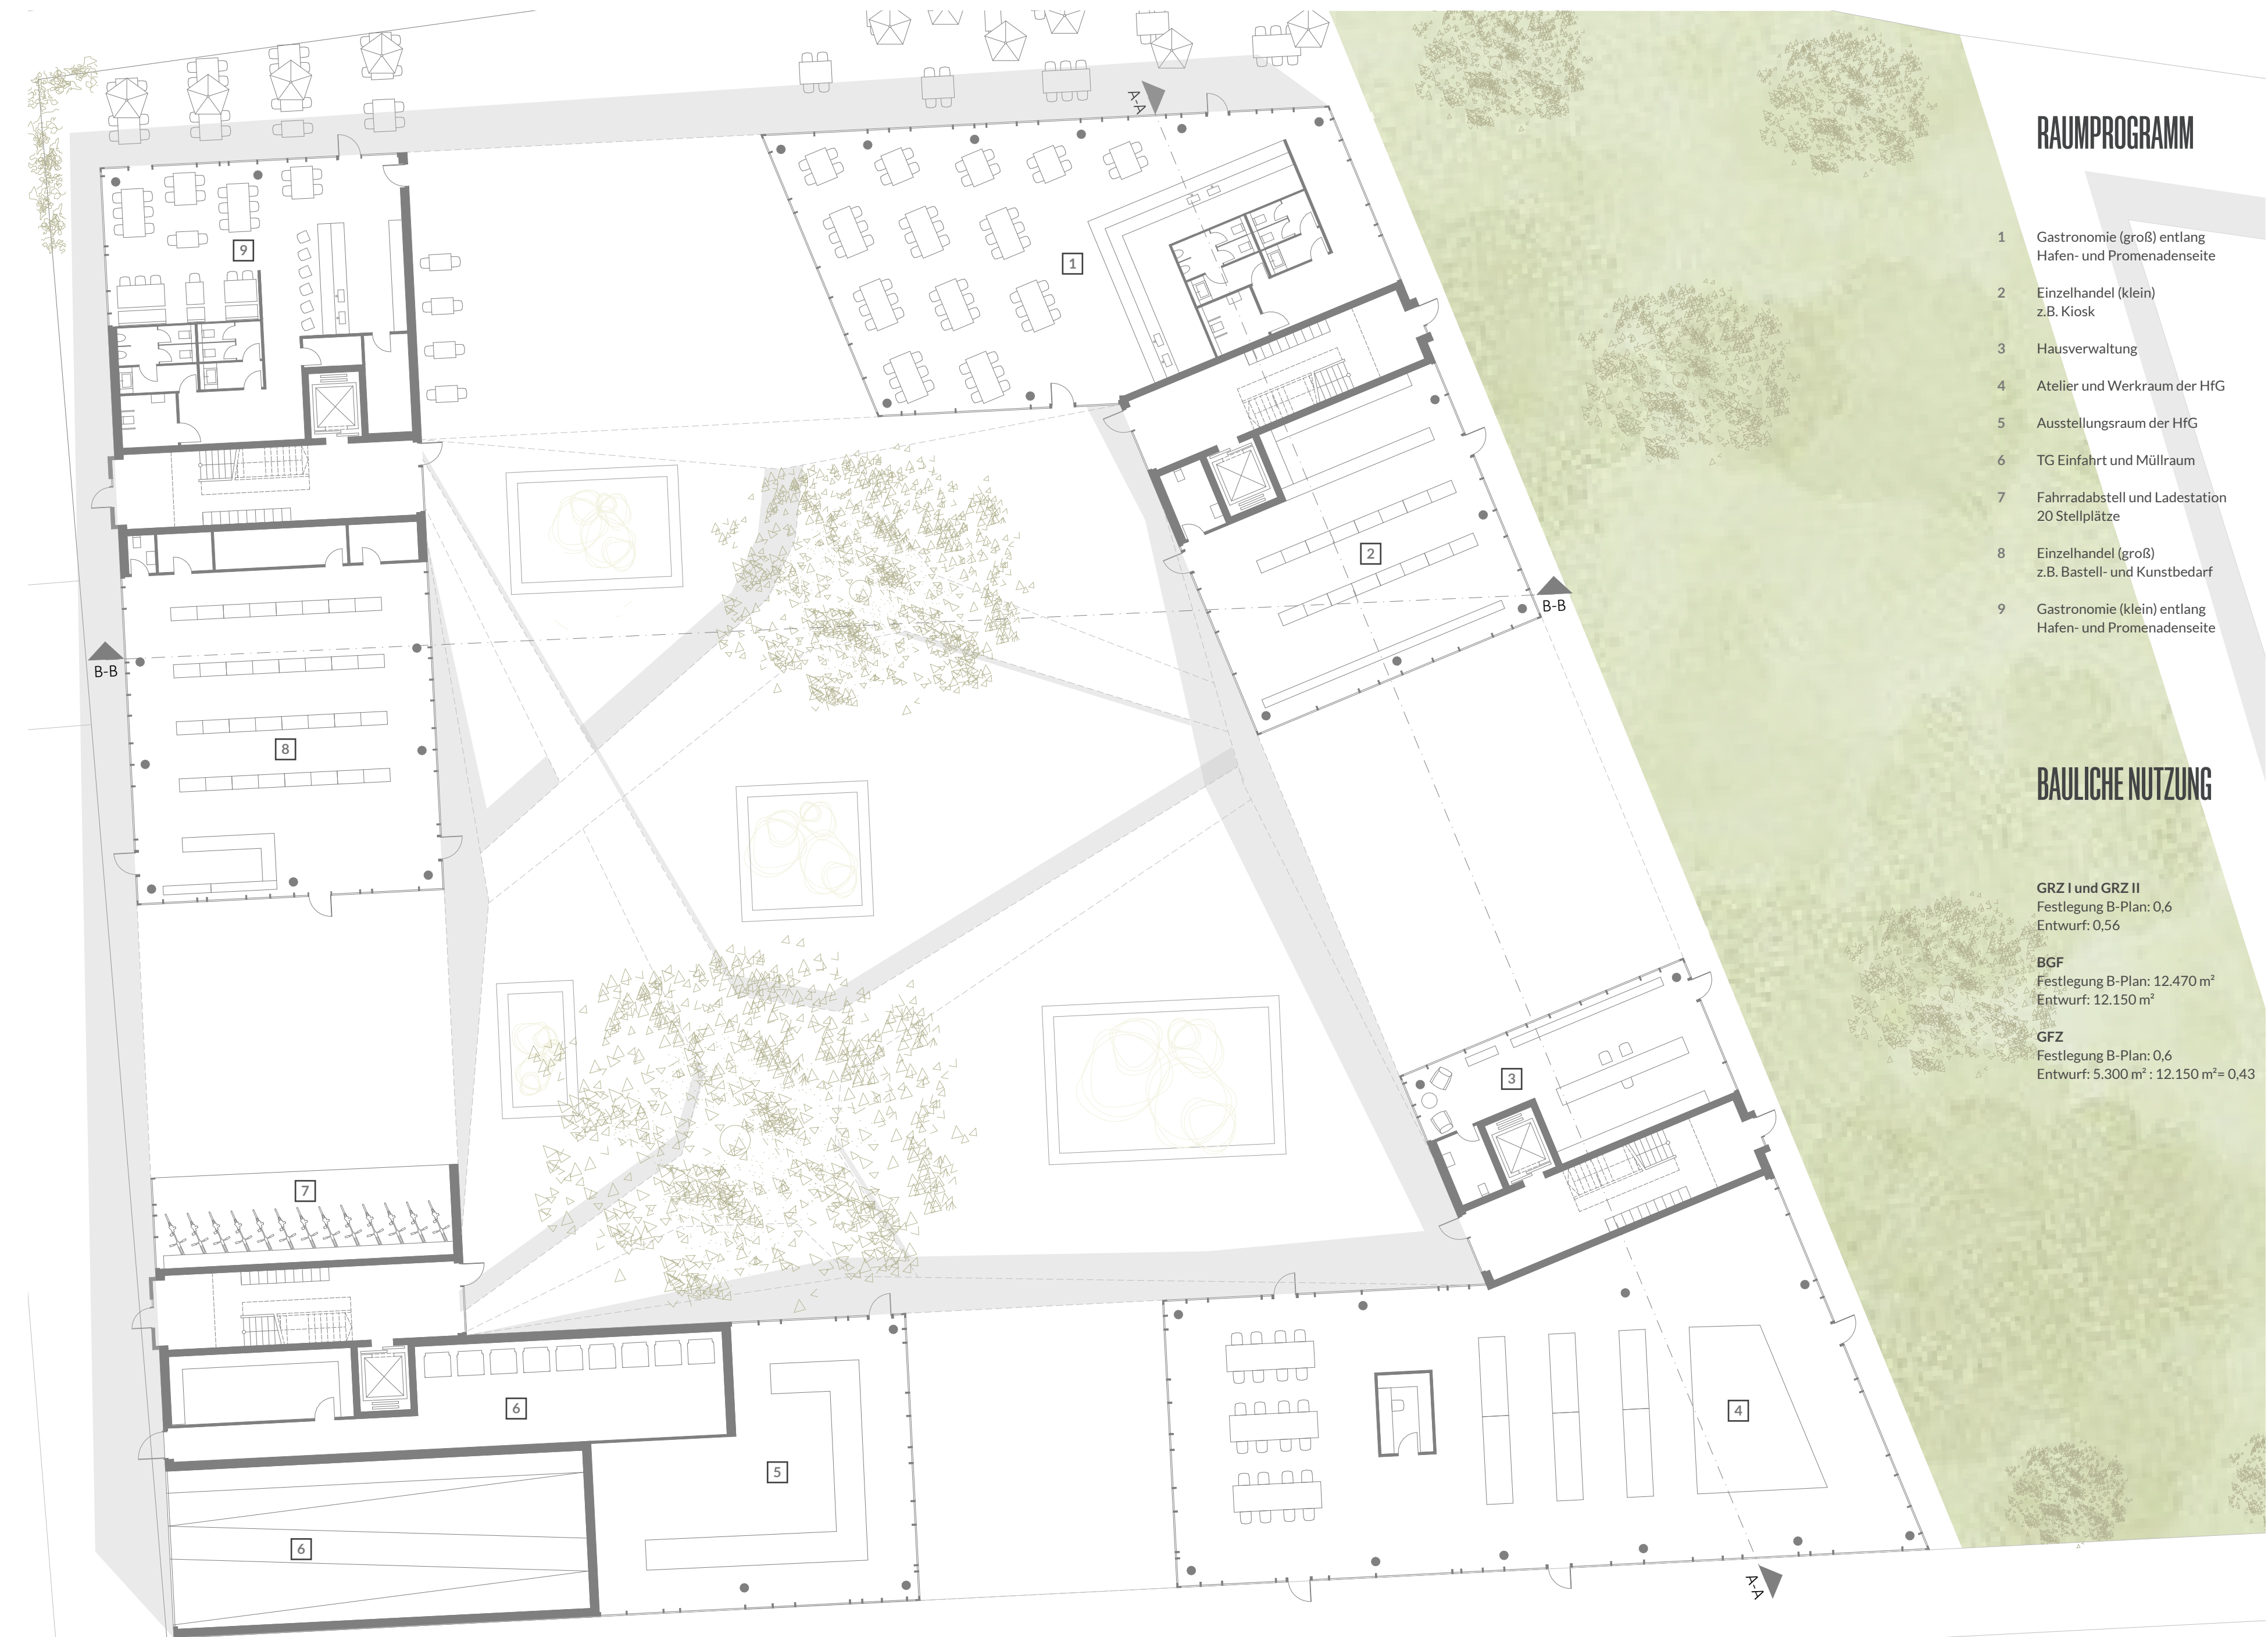 A-A
9
1
2
B-B
B-B
8
3
7
6
5
4
6
A-A
RAUMPROGRAMM
1 Gastronomie (groß) entlang
Hafen- und Promenadenseite
2 Einzelhandel (klein)
z.B. Kiosk
3 Hausverwaltung
4 Atelier und Werkraum der HfG
5 Ausstellungsraum der HfG
6 TG Einfahrt und Müllraum
7 Fahrradabstell und Ladestation
20 Stellplätze
8 Einzelhandel (groß)
z.B. Bastell- und Kunstbedarf
9 Gastronomie (klein) entlang
Hafen- und Promenadenseite
BAULICHE NUTZUNG
GRZ I und GRZ II
Festlegung B-Plan: 0,6
Entwurf: 0,56
BGF
Festlegung B-Plan: 12.470 m²
Entwurf: 12.150 m²
GFZ
Festlegung B-Plan: 0,6
Entwurf: 5.300 m² : 12.150 m²= 0,43